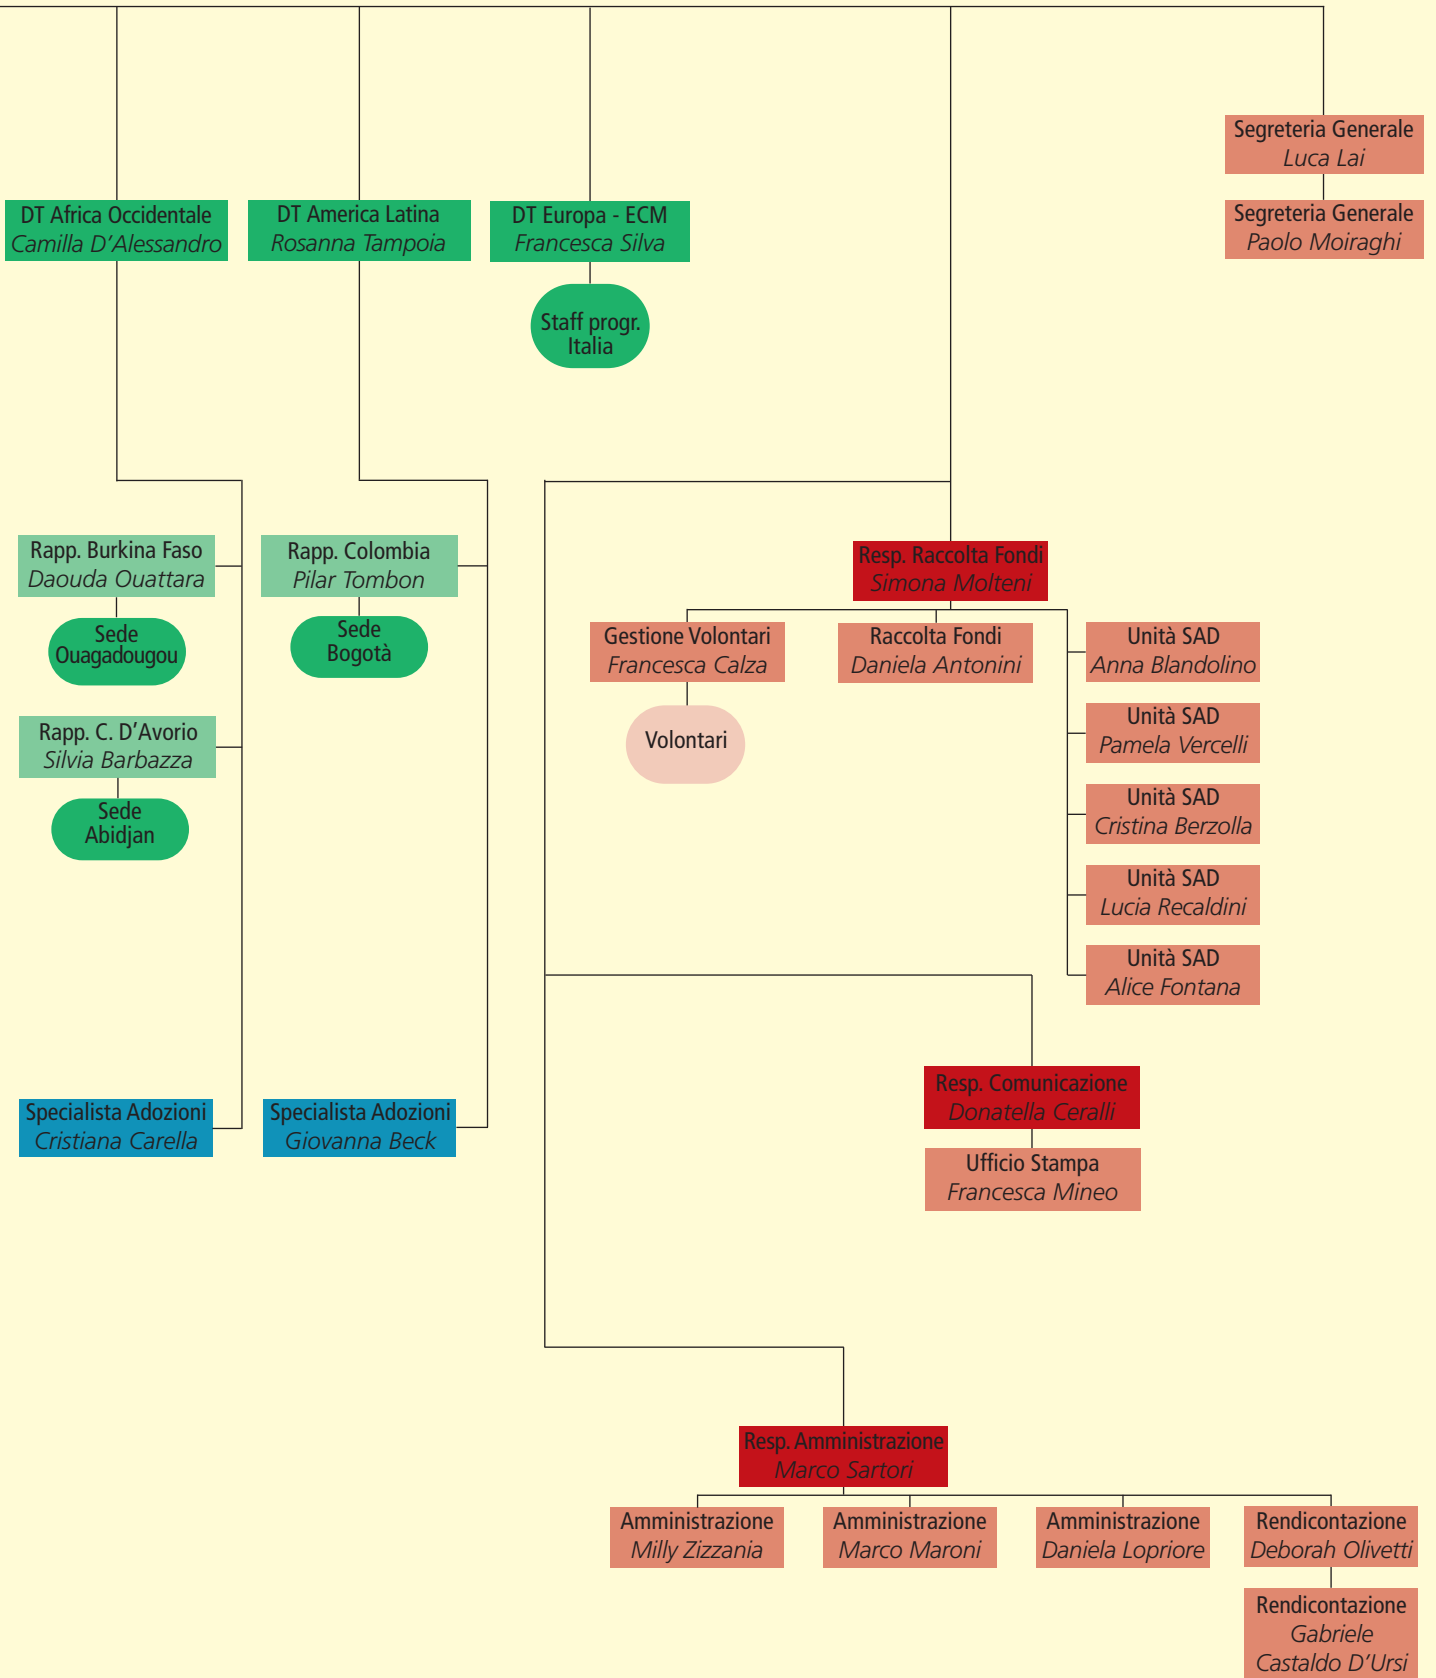 Segreteria Generale
Luca Lai
Segreteria Generale
Paolo Moiraghi
DT Africa Occidentale
Camilla D'Alessandro
DT America Latina
Rosanna Tampoia
DT Europa - ECM
Francesca Silva
Staff progr.
Italia
Rapp. Burkina Faso
Daouda Ouattara
Sede
Ouagadougou
Rapp. C. D'Avorio
Silvia Barbazza
Sede
Abidjan
Specialista Adozioni
Cristiana Carella
Rapp. Colombia
Pilar Tombon
Sede
Bogotà
Specialista Adozioni
Giovanna Beck
Resp. Raccolta Fondi
Simona Molteni
Gestione Volontari
Francesca Calza
Volontari
Raccolta Fondi
Daniela Antonini
Unità SAD
Anna Blandolino
Unità SAD
Pamela Vercelli
Unità SAD
Cristina Berzolla
Unità SAD
Lucia Recaldini
Unità SAD
Alice Fontana
Resp. Comunicazione
Donatella Ceralli
Ufficio Stampa
Francesca Mineo
Resp. Amministrazione
Marco Sartori
Amministrazione
Milly Zizzania
Amministrazione
Marco Maroni
Amministrazione
Daniela Lopriore
Rendicontazione
Deborah Olivetti
Rendicontazione
Gabriele
Castaldo D'Ursi